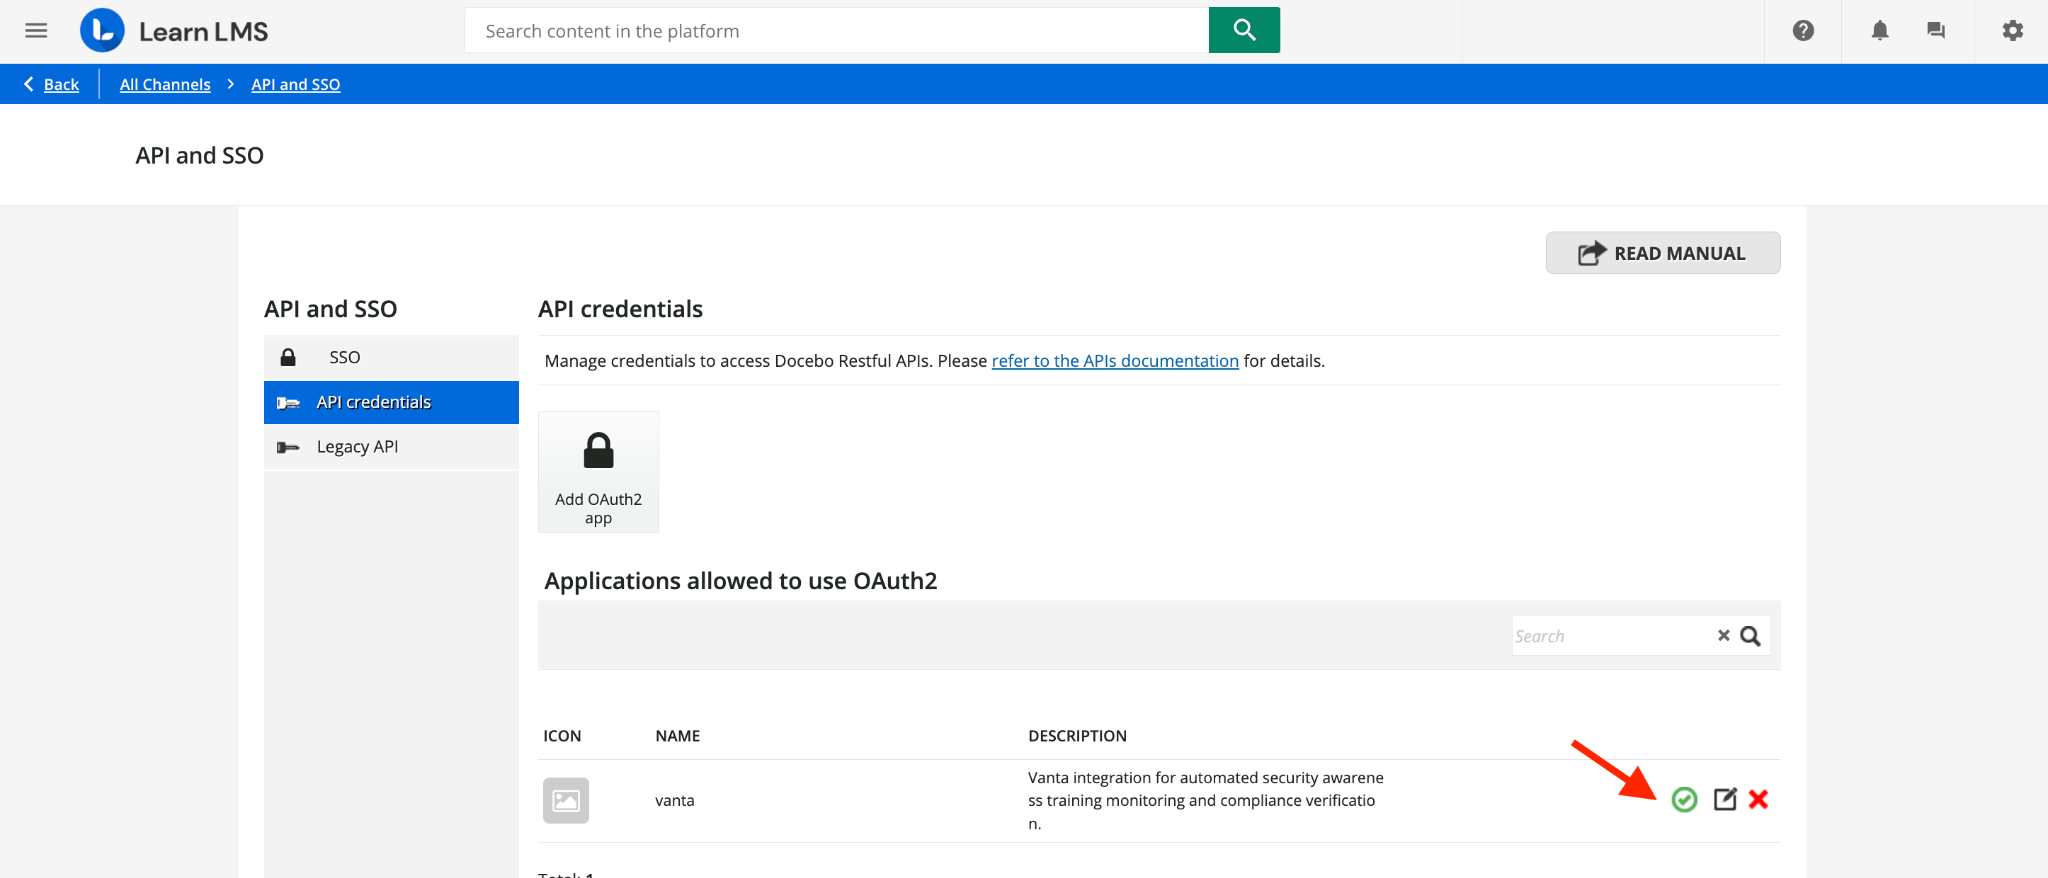 Learn LMS
Search content in the platform
Back
All Channels
API and SSO
API and SSO
READ MANUAL
API and SSO
SSO
API credentials
Legacy API
API credentials
Manage credentials to access Docebo Restful APIs. Please refer to the APIs documentation for details.
Add OAuth2
app
Applications allowed to use OAuth2
Search
ICON NAME DESCRIPTION
vanta
Vanta integration for automated security awarene
ss training monitoring and compliance verificatio
n.
Total: 1